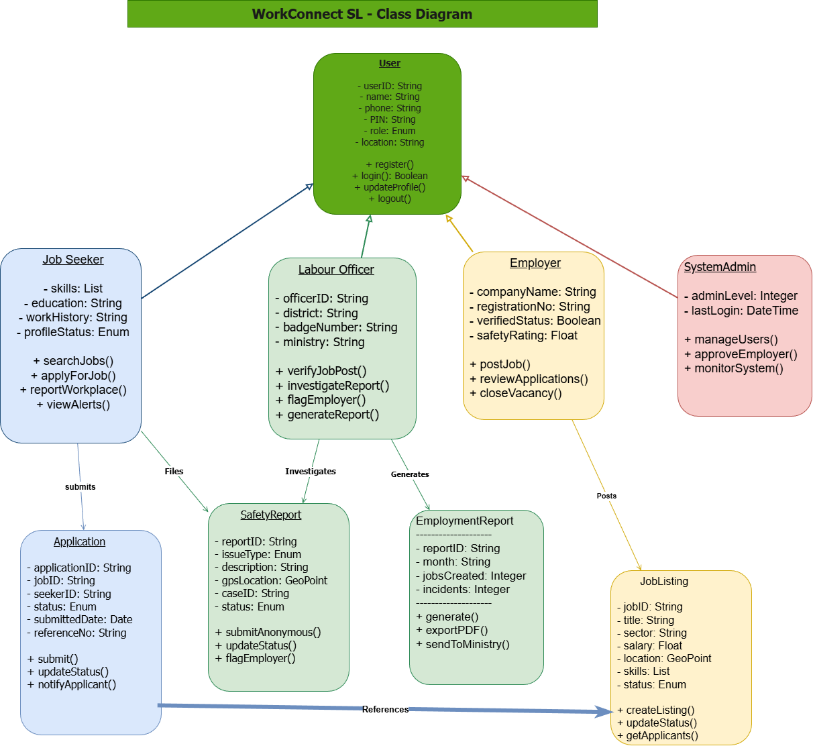 WorkConnect SL - Class Diagram
User
- userID: String
- name: String
- phone: String
- PIN: String
- role: Enum
- location: String
+ register()
+ login(): Boolean
+ updateProfile()
+ logout()
Job Seeker
- skills: List
- education: String
- workHistory: String
- profileStatus: Enum
+ searchJobs()
+ applyForJob()
+ reportWorkplace()
+ viewAlerts()
Labour Officer
- officerID: String
- district: String
- badgeNumber: String
- ministry: String
+ verifyJobPost()
+ investigateReport()
+ flagEmployer()
+ generateReport()
Employer
- companyName: String
- registrationNo: String
- verifiedStatus: Boolean
- safetyRating: Float
+ postJob()
+ reviewApplications()
+ closeVacancy()
SystemAdmin
- adminLevel: Integer
- lastLogin: DateTime
+ manageUsers()
+ approveEmployer()
+ monitorSystem()
submits
Files
Investigates
Generates
Posts
Application
- applicationID: String
- jobID: String
- seekerID: String
- status: Enum
- submittedDate: Date
- referenceNo: String
+ submit()
+ updateStatus()
+ notifyApplicant()
SafetyReport
- reportID: String
- issueType: Enum
- description: String
- gpsLocation: GeoPoint
- caseID: String
- status: Enum
+ submitAnonymous()
+ updateStatus()
+ flagEmployer()
EmploymentReport
--------------------
- reportID: String
- month: String
- jobsCreated: Integer
- incidents: Integer
--------------------
+ generate()
+ exportPDF()
+ sendToMinistry()
JobListing
- jobID: String
- title: String
- sector: String
- salary: Float
- location: GeoPoint
- skills: List
- status: Enum
+ createListing()
+ updateStatus()
+ getApplicants()
References